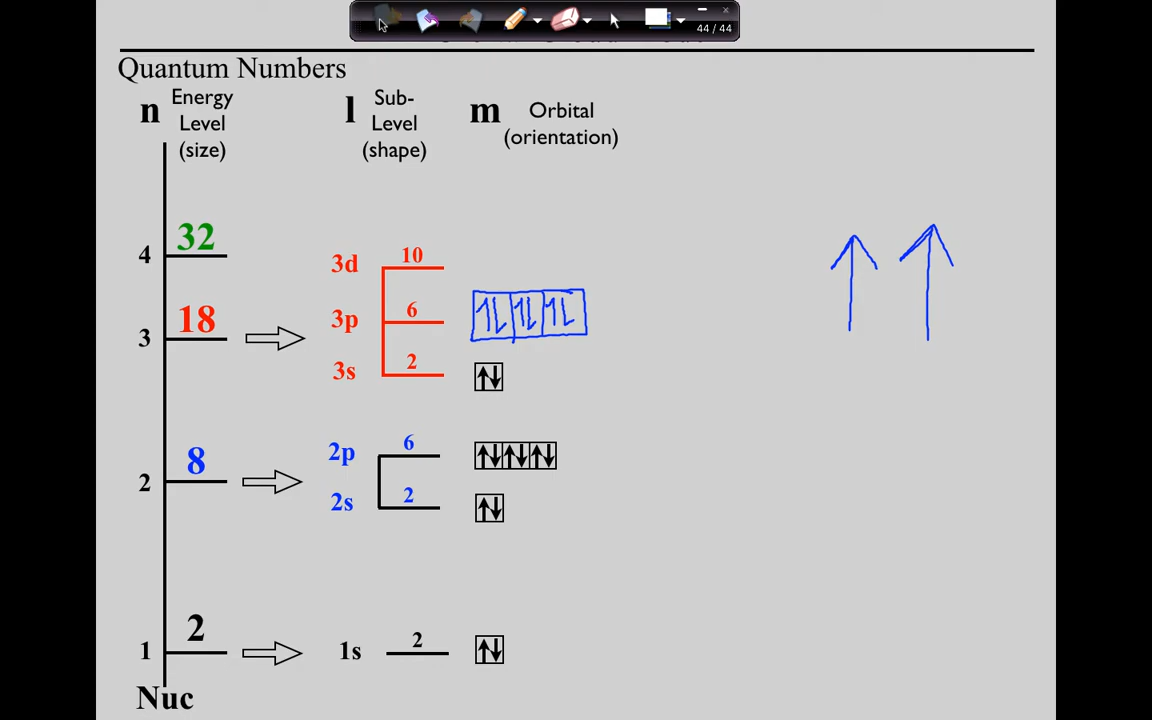 44 / 44
Quantum Numbers
n Energy Level (size) l Sub-Level (shape) m Orbital (orientation)
4 32
3d 10
3 18 3p 6
3s 2
2p 6
2 8
2s 2
1 2 1s 2
Nuc